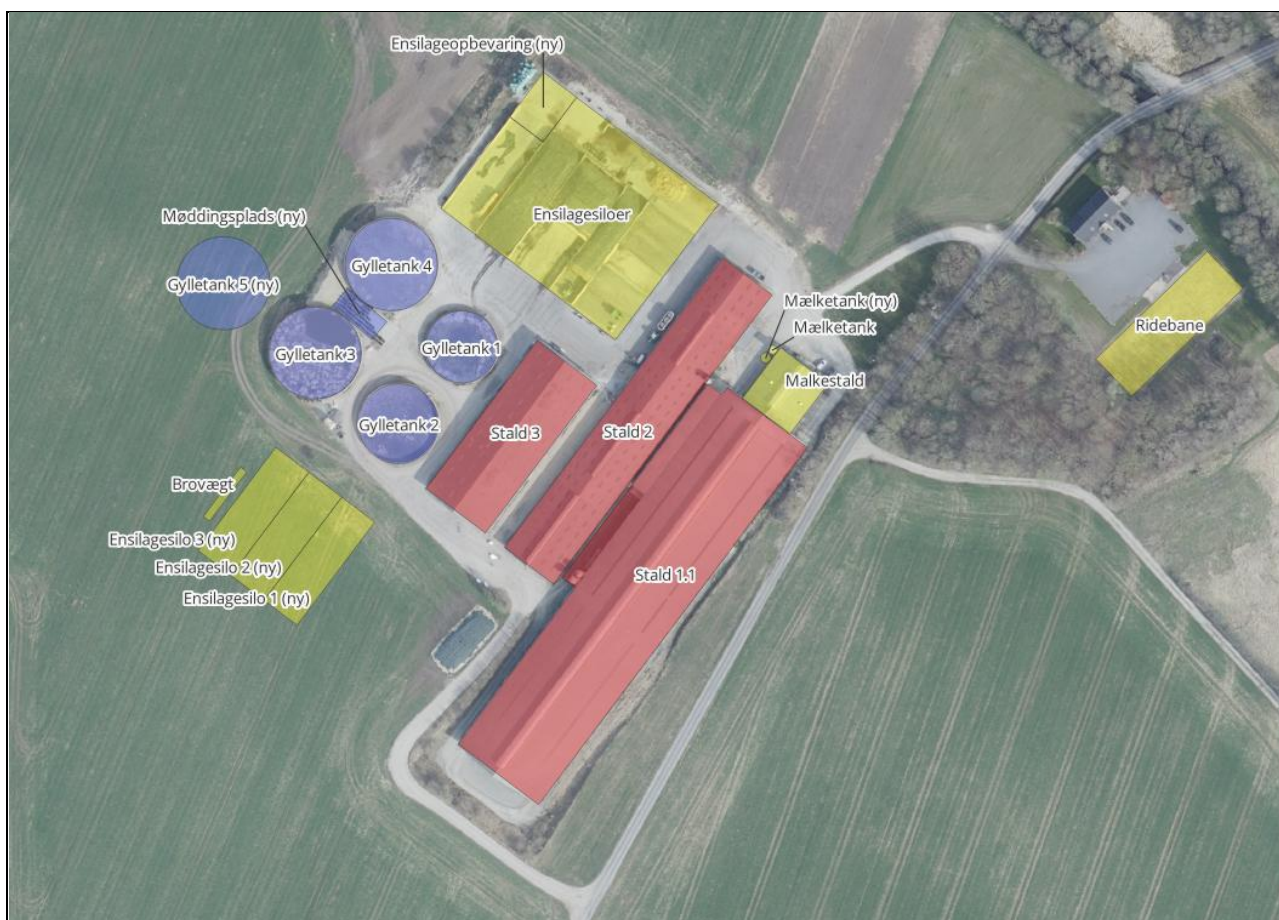 Ensilageopbevaring (ny)
Møddingsplads (ny)
Ensilagesiloer
Gylletank 4
Gylletank 5 (ny)
Mælketank (ny)
Mælketank
Ridebane
Gylletank 3
Gylletank 1
Malkestald
Gylletank 2
Stald 3
Stald 2
Brovægt
Ensilagesilo 3 (ny)
Ensilagesilo 2 (ny)
Stald 1.1
Ensilagesilo 1 (ny)